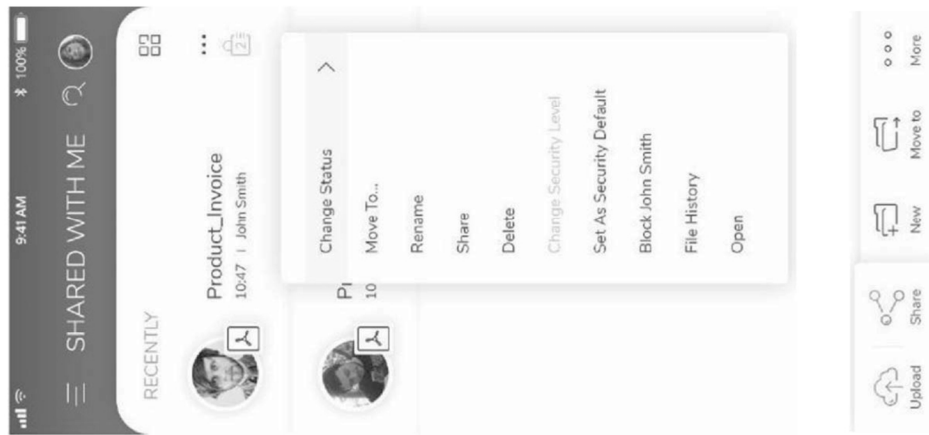 9:41 AM 100%
SHARED WITH ME
RECENTLY
Product_Invoice
10:47 | John Smith
2
Change Status
Move To...
Rename
Share
Delete
Change Security Level
Set As Security Default
Block John Smith
File History
Open
10
Upload Share New Move to More